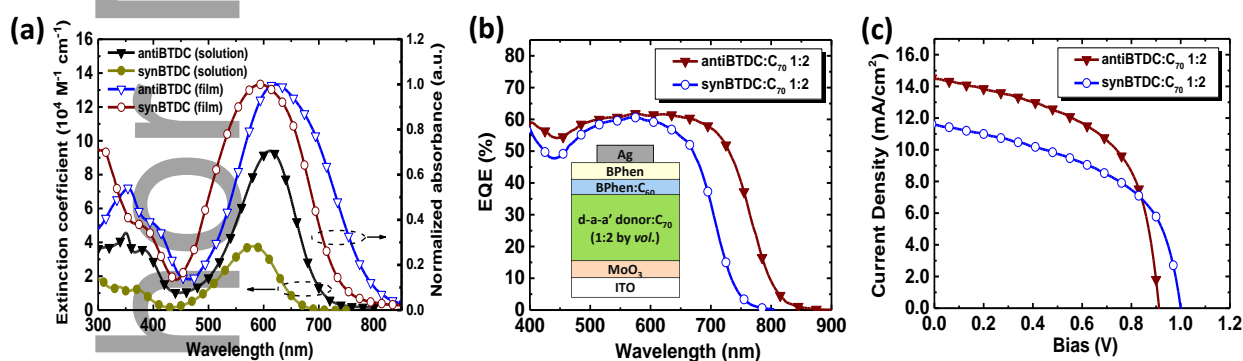 (a)
16
14
12
10
8
6
4
2
0
Extinction coefficient (10⁴ M⁻¹ cm⁻¹)
antiBTDC (solution)
synBTDC (solution)
antiBTDC (film)
synBTDC (film)
1.2
1.0
0.8
0.6
0.4
0.2
0.0
Normalized absorbance (a.u.)
300 400 500 600 700 800
Wavelength (nm)
(b)
80
70
60
50
40
30
20
10
0
EQE (%)
antiBTDC:C₇₀ 1:2
synBTDC:C₇₀ 1:2
Ag
BPhen
BPhen:C₆₀
d-a-a' donor:C₇₀
(1:2 by vol.)
MoO₃
ITO
400 500 600 700 800 900
Wavelength (nm)
(c)
16.0
14.0
12.0
10.0
8.0
6.0
4.0
2.0
0.0
Current Density (mA/cm²)
antiBTDC:C₇₀ 1:2
synBTDC:C₇₀ 1:2
0.0 0.2 0.4 0.6 0.8 1.0 1.2
Bias (V)